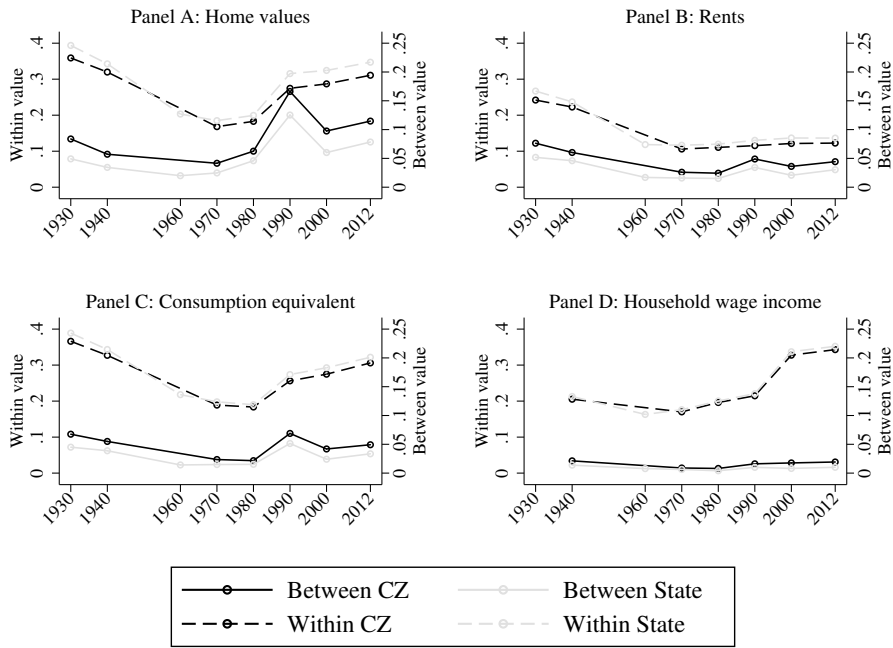 Panel A: Home values
Within value
0 .1 .2 .3 .4
Between value
0 .05 .1 .15 .2 .25
1930 1940 1960 1970 1980 1990 2000 2012
Panel B: Rents
Within value
0 .1 .2 .3 .4
Between value
0 .05 .1 .15 .2 .25
1930 1940 1960 1970 1980 1990 2000 2012
Panel C: Consumption equivalent
Within value
0 .1 .2 .3 .4
Between value
0 .05 .1 .15 .2 .25
1930 1940 1960 1970 1980 1990 2000 2012
Panel D: Household wage income
Within value
0 .1 .2 .3 .4
Between value
0 .05 .1 .15 .2 .25
1930 1940 1960 1970 1980 1990 2000 2012
Between CZ Between State
Within CZ Within State